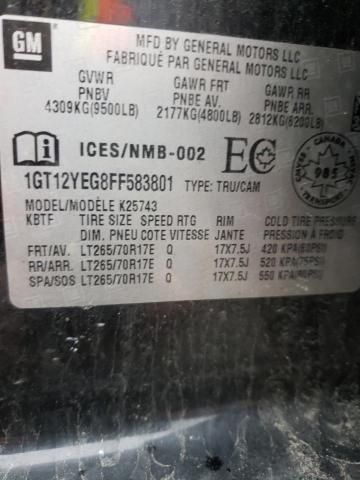 GM
MFD BY GENERAL MOTORS LLC
FABRIQUÉ PAR GENERAL MOTORS LLC
GVWR GAWR FRT GAWR RR
PNBV PNBE AV. PNBE ARR.
4309KG(9500LB) 2177KG(4800LB) 2812KG(6200LB)
ICES/NMB-002 EC
CANADA
985
1GT12YEG8FF583801 TYPE: TRU/CAM
MODEL/MODÈLE K25743
KBTF TIRE SIZE SPEED RTG RIM COLD TIRE PRESSURE
DIM. PNEU COTE VITESSE JANTE PRESSION À FROID
FRT/AV. LT265/70R17E Q 17X7.5J 420 KPA(60PSI)
RR/ARR. LT265/70R17E Q 17X7.5J 520 KPA(75PSI)
SPA/SOS LT265/70R17E Q 17X7.5J 550 KPA(80PSI)